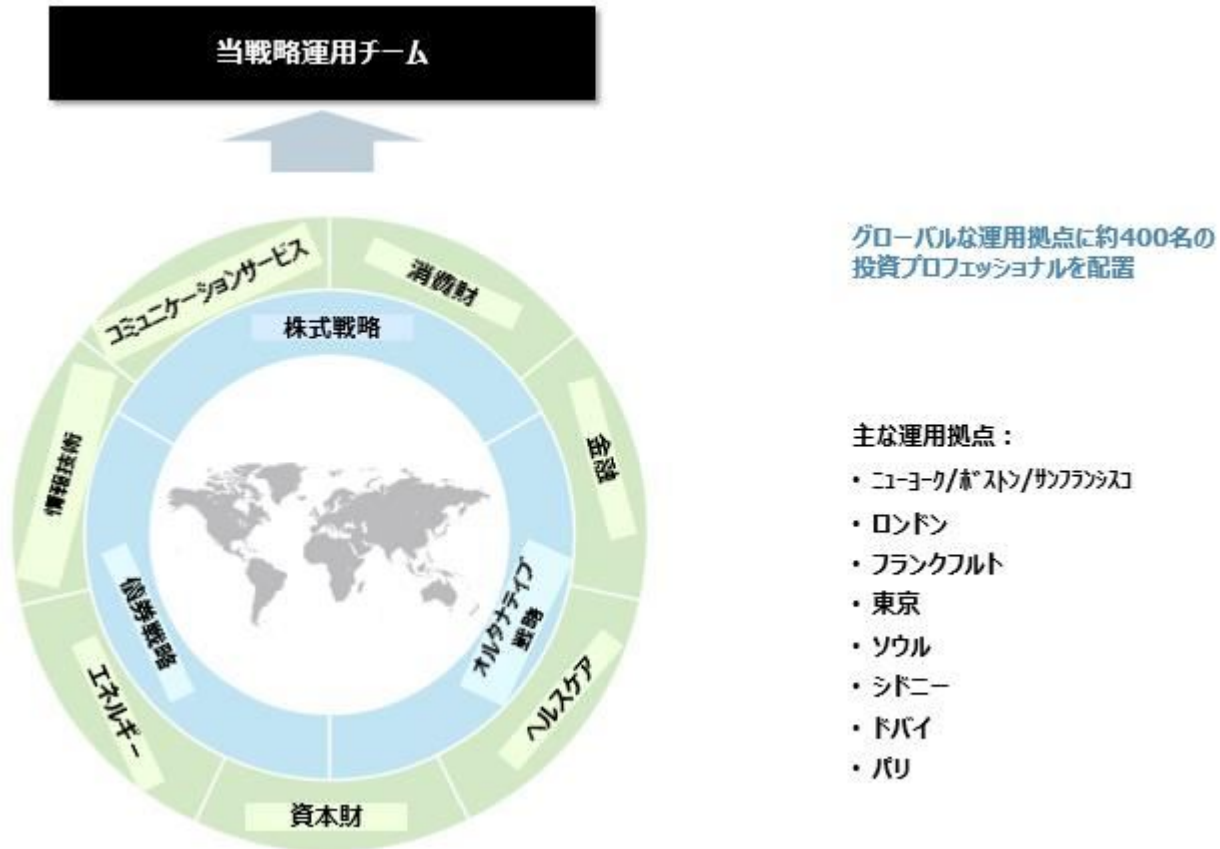 当戦略運用チーム
コミュニケーションサービス
消費財
株式戦略
情報技術
金融
債券戦略
オルタナティブ
戦略
エネルギー
ヘルスケア
資本財
グローバルな運用拠点に約400名の
投資プロフェッショナルを配置
主な運用拠点：
・ ﾆｭｰﾖｰｸ/ﾎﾞｽﾄﾝ/ｻﾝﾌﾗﾝｼｽｺ
・ ロンドン
・ フランクフルト
・ 東京
・ ソウル
・ シドニー
・ ドバイ
・ パリ